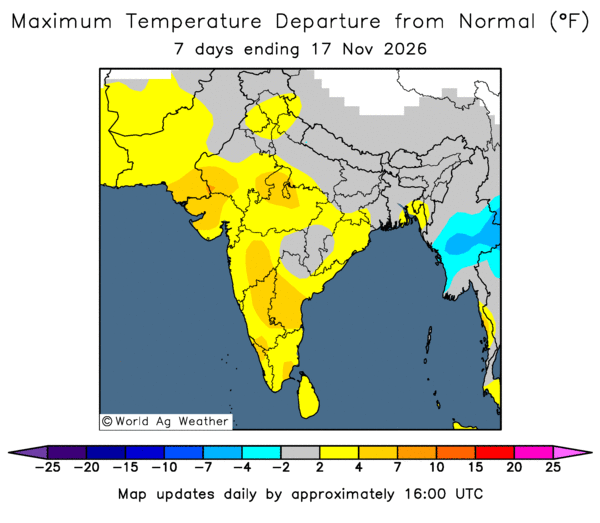 Maximum Temperature Departure from Normal (°F)
7 days ending 17 Nov 2026
©World Ag Weather
-25 -20 -15 -10 -7 -4 -2 2 4 7 10 15 20 25
Map updates daily by approximately 16:00 UTC